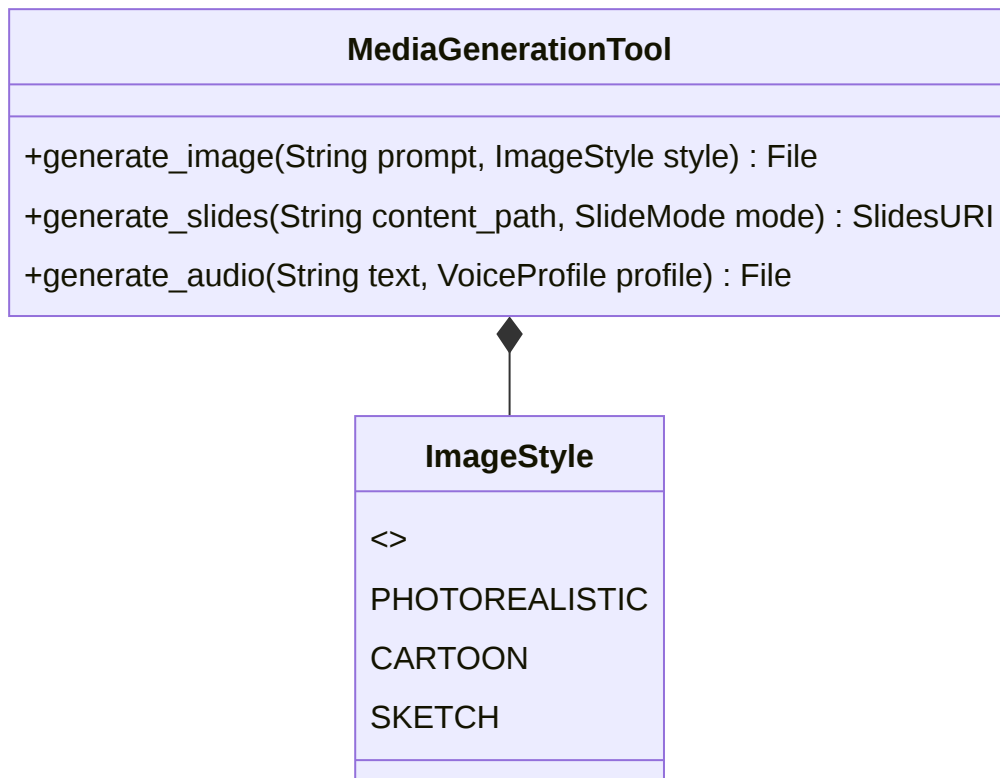 MediaGenerationTool
+generate_image(String prompt, ImageStyle style) : File
+generate_slides(String content_path, SlideMode mode) : SlidesURI
+generate_audio(String text, VoiceProfile profile) : File
ImageStyle
<>
PHOTOREALISTIC
CARTOON
SKETCH